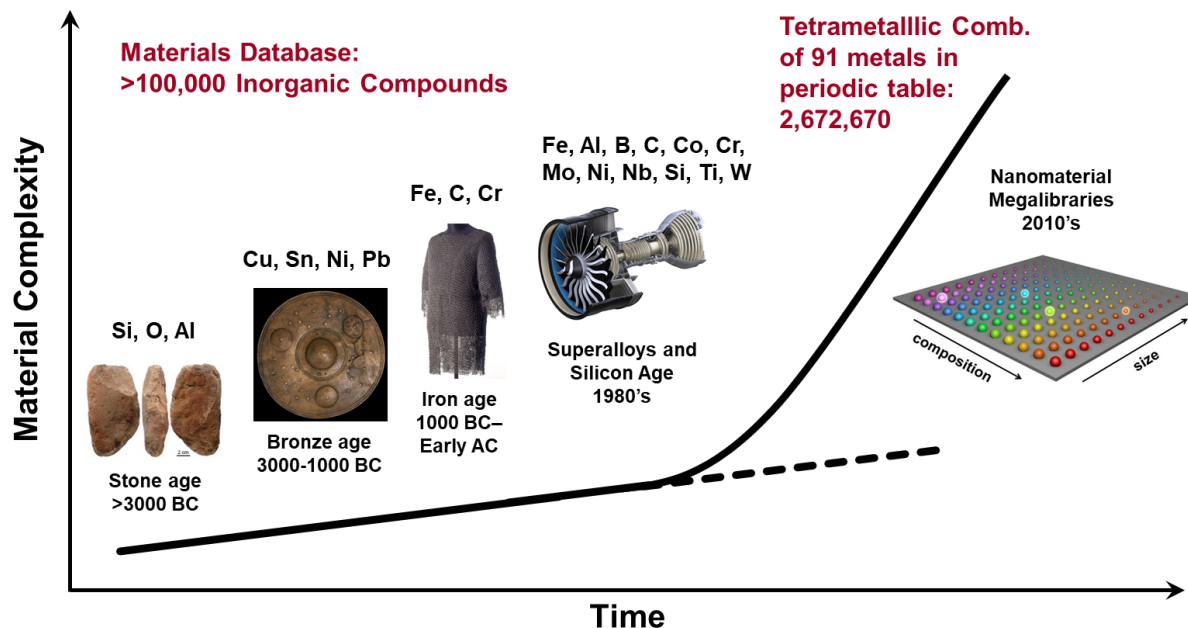 Materials Database:
>100,000 Inorganic Compounds
Tetrametalllic Comb.
of 91 metals in
periodic table:
2,672,670
Material Complexity
Si, O, Al
2 cm
Stone age
>3000 BC
Cu, Sn, Ni, Pb
Bronze age
3000-1000 BC
Fe, C, Cr
Iron age
1000 BC–
Early AC
Fe, Al, B, C, Co, Cr,
Mo, Ni, Nb, Si, Ti, W
Superalloys and
Silicon Age
1980's
Nanomaterial
Megalibraries
2010's
composition
size
Time